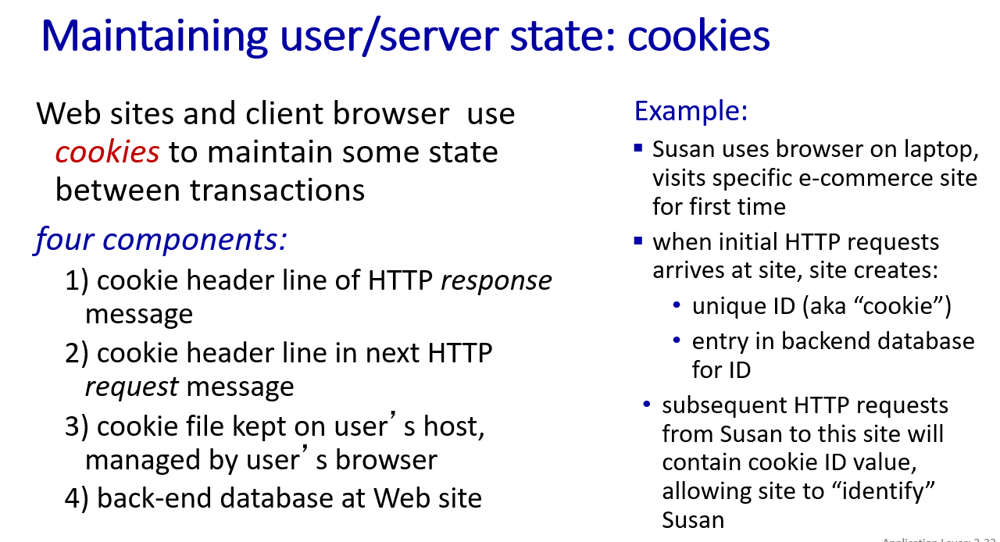 Maintaining user/server state: cookies
Web sites and client browser use
cookies to maintain some state
between transactions
four components:
1) cookie header line of HTTP response
message
2) cookie header line in next HTTP
request message
3) cookie file kept on user’s host,
managed by user’s browser
4) back-end database at Web site
Example:
▪ Susan uses browser on laptop,
visits specific e-commerce site
for first time
▪ when initial HTTP requests
arrives at site, site creates:
• unique ID (aka “cookie”)
• entry in backend database
for ID
• subsequent HTTP requests
from Susan to this site will
contain cookie ID value,
allowing site to “identify”
Susan